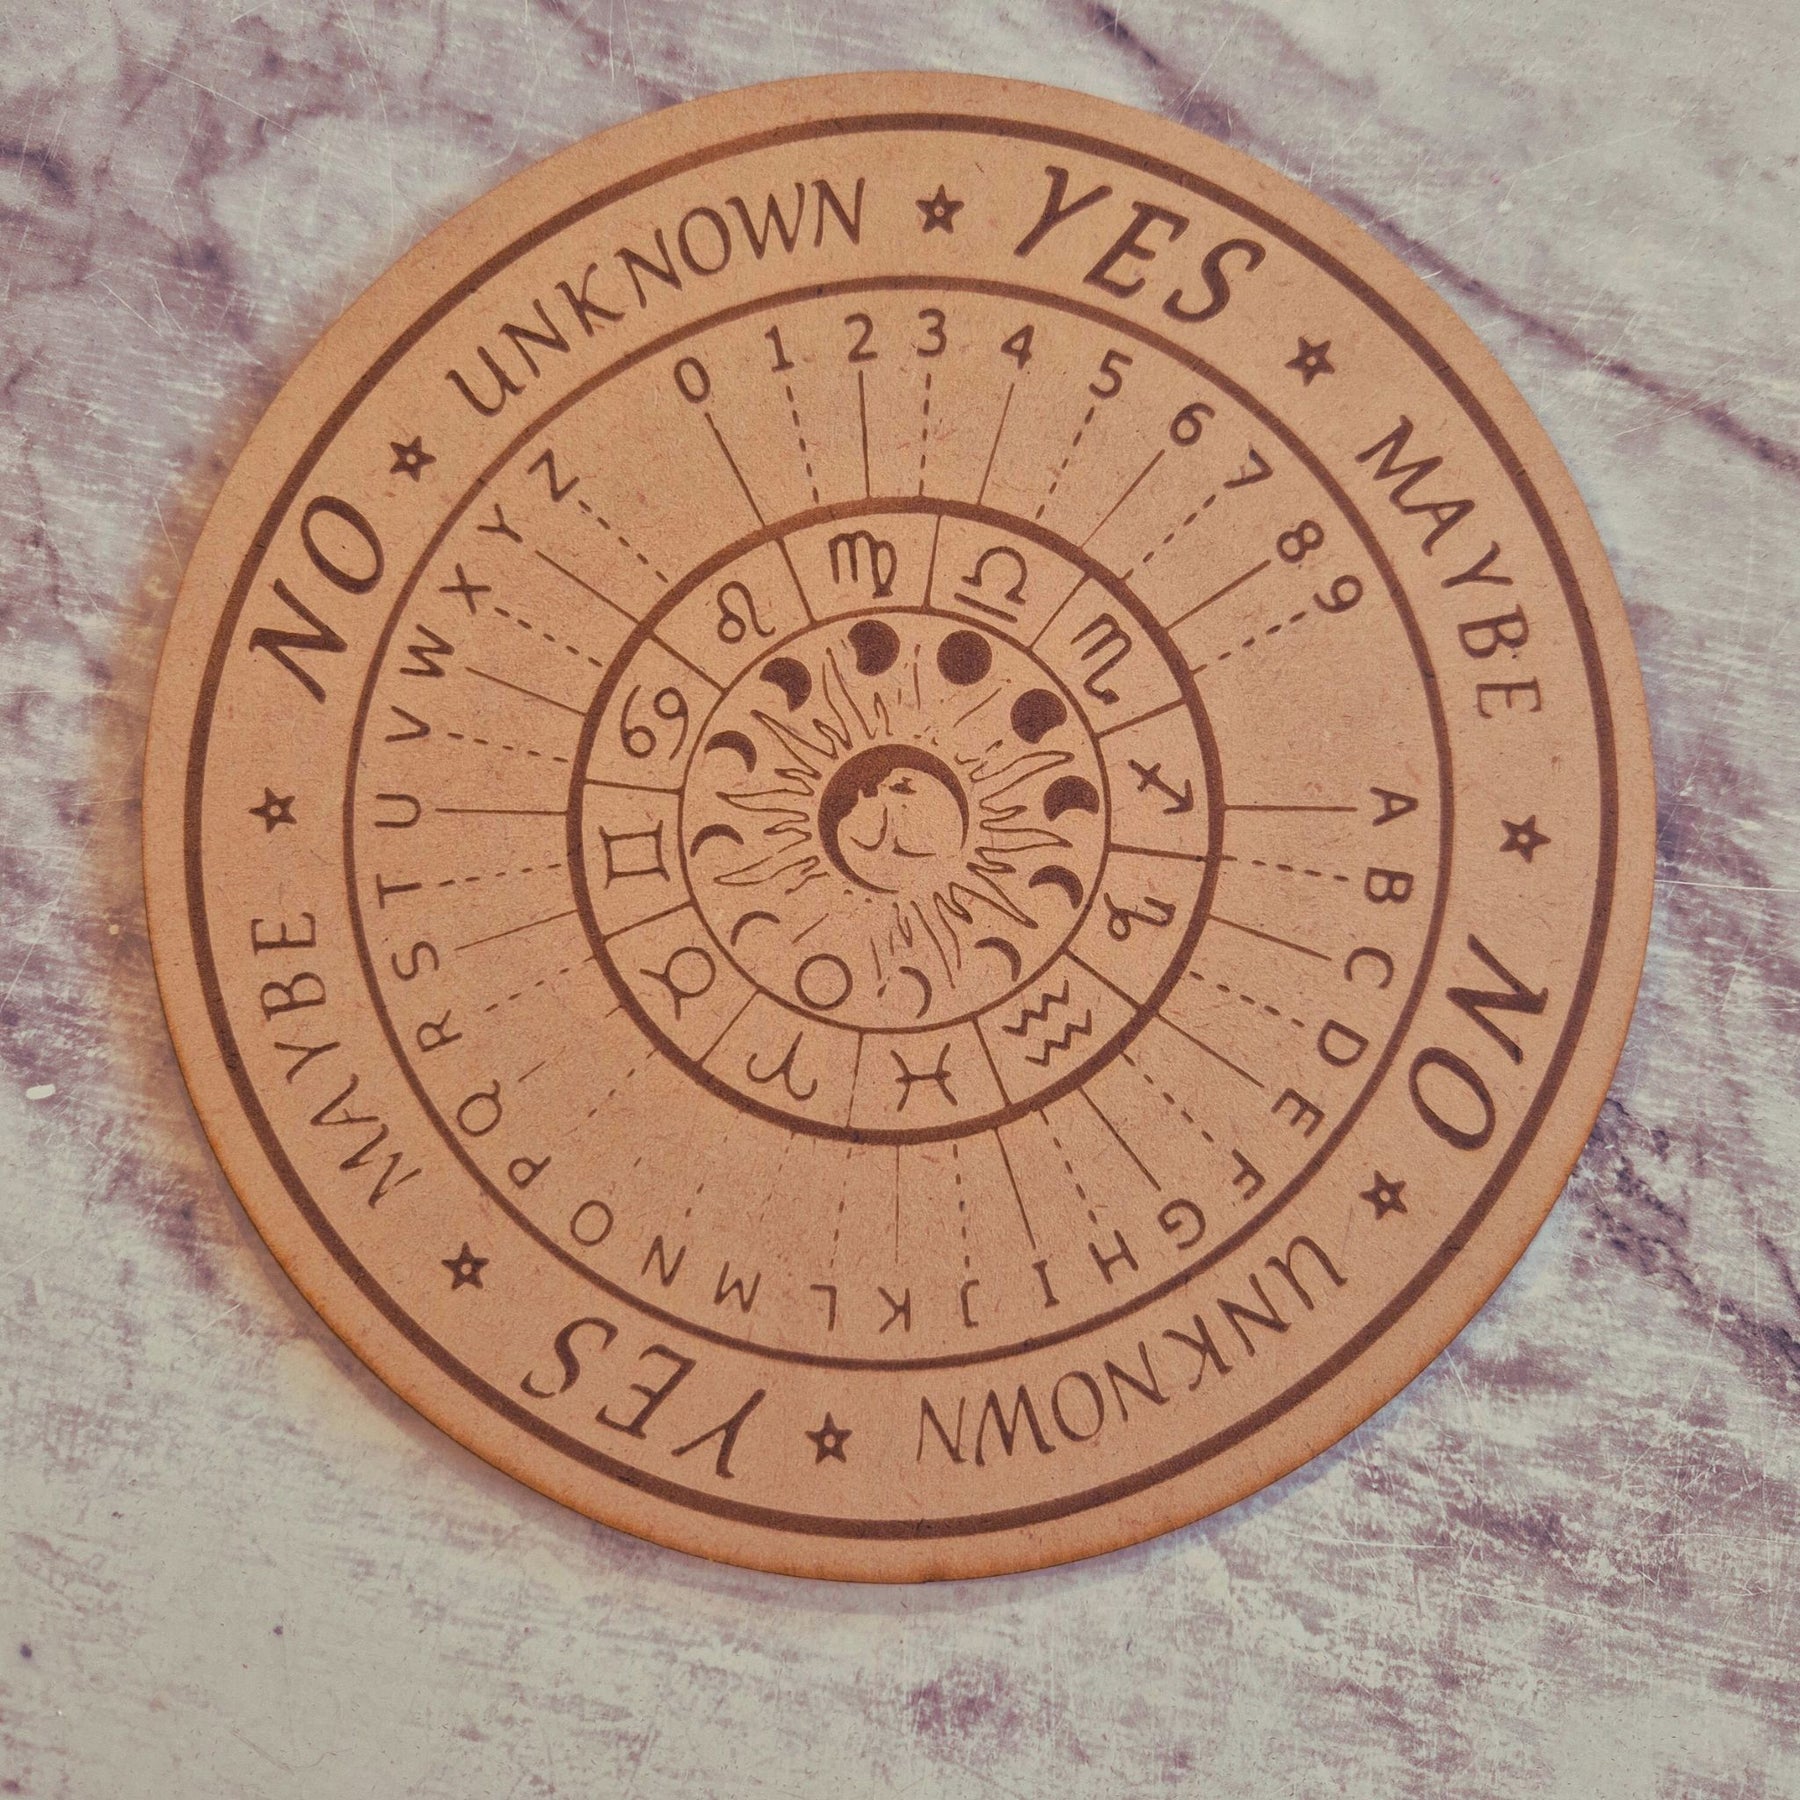 YES
MAYBE
NO
UNKNOWN
YES
MAYBE
NO
UNKNOWN
0 1 2 3 4 5 6 7 8 9
A B C D E F G H I J K L M N O P Q R S T U V W X Y Z
♍ ♎ ♏ ♐ ♑ ♒ ♓ ♈ ♉ ♊ ♋ ♌